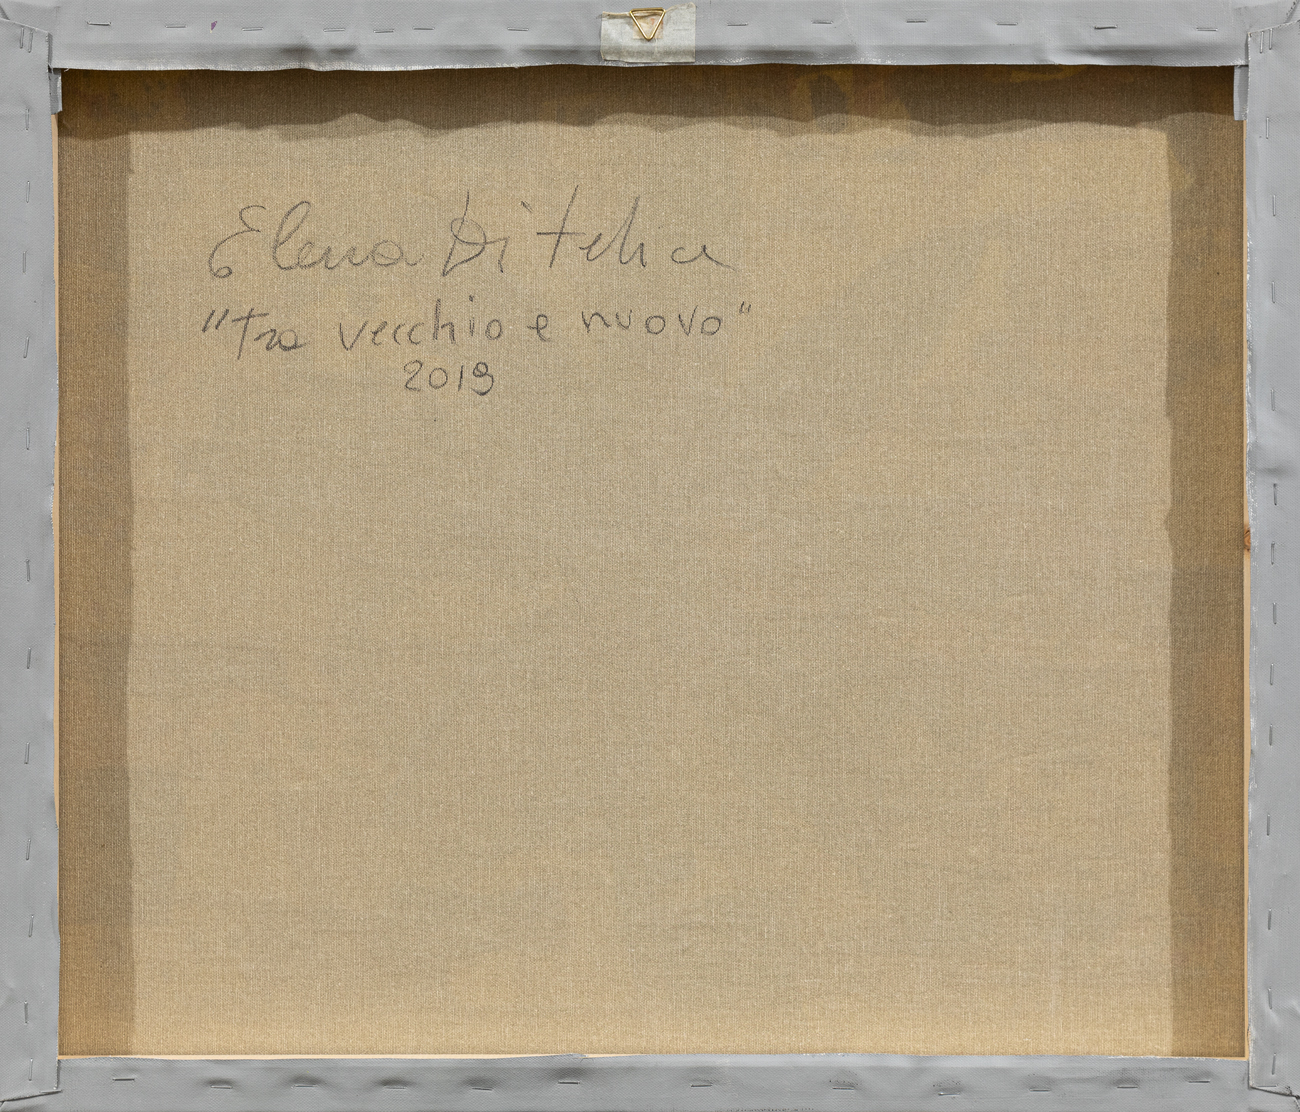 Elena Di Felice
"Tra vecchio e nuovo"
2019